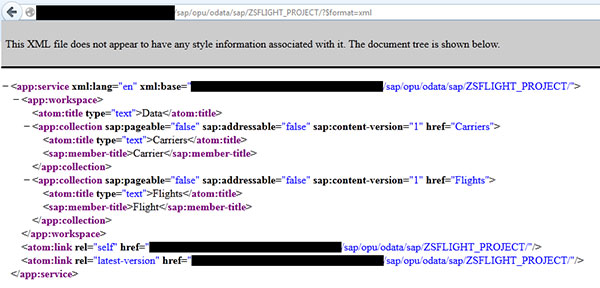 /sap/opu/odata/sap/ZSFLIGHT_PROJECT/?$format=xml
This XML file does not appear to have any style information associated with it. The document tree is shown below.
−<app:service xml:lang="en" xml:base="/sap/opu/odata/sap/ZSFLIGHT_PROJECT/">
−<app:workspace>
<atom:title type="text">Data</atom:title>
−<app:collection sap:pageable="false" sap:addressable="false" sap:content-version="1" href="Carriers">
<atom:title type="text">Carriers</atom:title>
<sap:member-title>Carrier</sap:member-title>
</app:collection>
−<app:collection sap:pageable="false" sap:addressable="false" sap:content-version="1" href="Flights">
<atom:title type="text">Flights</atom:title>
<sap:member-title>Flight</sap:member-title>
</app:collection>
</app:workspace>
<atom:link rel="self" href="/sap/opu/odata/sap/ZSFLIGHT_PROJECT/"/>
<atom:link rel="latest-version" href="/sap/opu/odata/sap/ZSFLIGHT_PROJECT/"/>
</app:service>